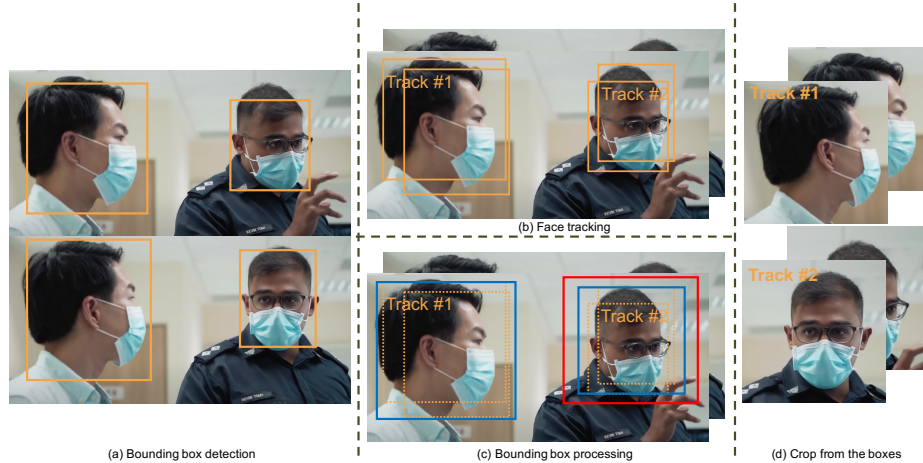 Track #1
Track #2
(b) Face tracking
Track #1
Track #2
Track #1
Track #2
(a) Bounding box detection
(c) Bounding box processing
(d) Crop from the boxes